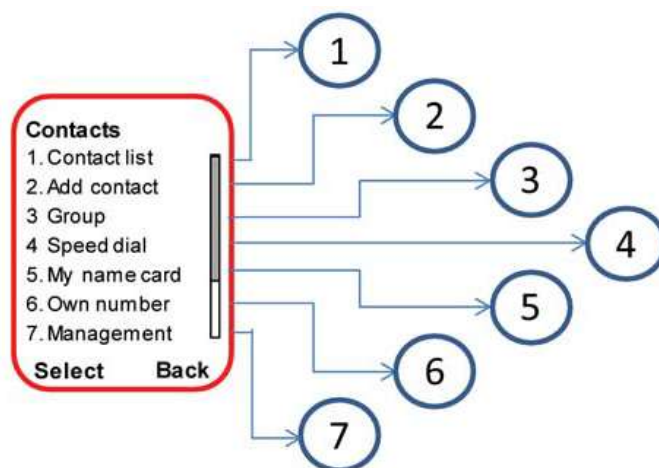 Contacts
1. Contact list
2. Add contact
3 Group
4 Speed dial
5. My name card
6. Own number
7. Management
Select Back
1
2
3
4
5
6
7